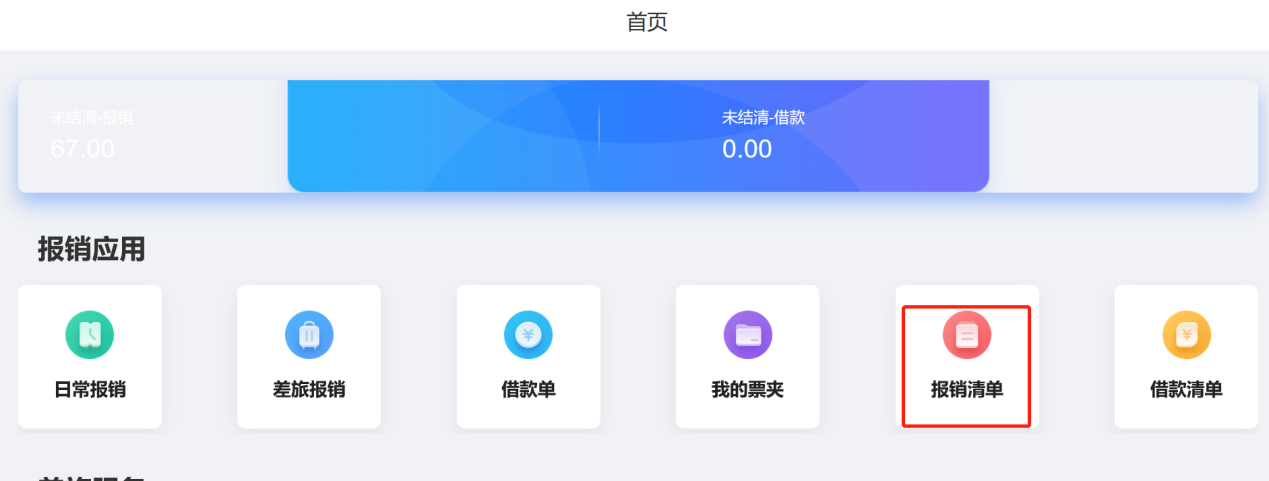 首页
未结清-报销
67.00
未结清-借款
0.00
报销应用
日常报销
差旅报销
借款单
我的票夹
报销清单
借款清单